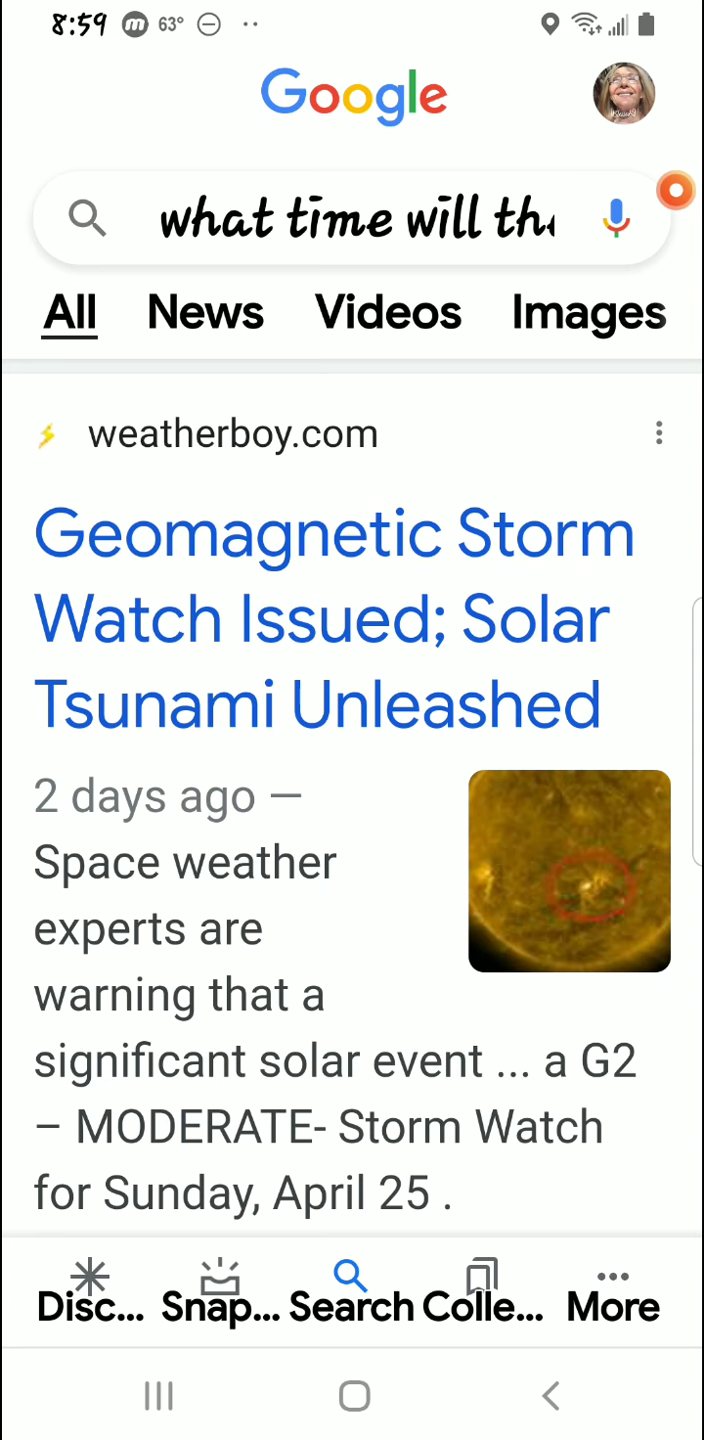 8:59 m 63°
Google
what time will the
All News Videos Images
weatherboy.com
Geomagnetic Storm
Watch Issued; Solar
Tsunami Unleashed
2 days ago —
Space weather
experts are
warning that a
significant solar event ... a G2
– MODERATE- Storm Watch
for Sunday, April 25 .
Disc... Snap... Search Colle... More